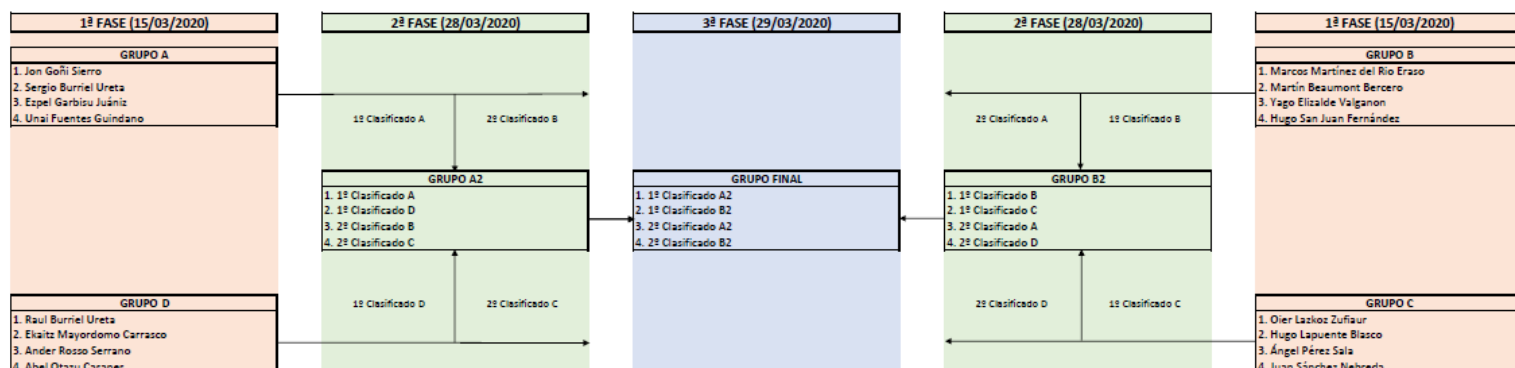 1ª FASE (15/03/2020)
2ª FASE (28/03/2020)
3ª FASE (29/03/2020)
2ª FASE (28/03/2020)
1ª FASE (15/03/2020)
GRUPO A
1. Jon Goñi Sierro
2. Sergio Burriel Ureta
3. Ezpel Garbisu Juániz
4. Unai Fuentes Guindano
1º Clasificado A
2º Clasificado B
2º Clasificado A
1º Clasificado B
GRUPO B
1. Marcos Martínez del Rio Eraso
2. Martín Beaumont Bercero
3. Yago Elizalde Valganon
4. Hugo San Juan Fernández
GRUPO A2
1. 1º Clasificado A
2. 1º Clasificado D
3. 2º Clasificado B
4. 2º Clasificado C
GRUPO FINAL
1. 1º Clasificado A2
2. 1º Clasificado B2
3. 2º Clasificado A2
4. 2º Clasificado B2
GRUPO B2
1. 1º Clasificado B
2. 1º Clasificado C
3. 2º Clasificado A
4. 2º Clasificado D
GRUPO D
1. Raul Burriel Ureta
2. Ekaitz Mayordomo Carrasco
3. Ander Rosso Serrano
4. Abel Otazu
1º Clasificado D
2º Clasificado C
2º Clasificado D
1º Clasificado C
GRUPO C
1. Oier Lazkoz Zufiaur
2. Hugo Lapuente Blasco
3. Ángel Pérez Sala
4. Juan Sánchez